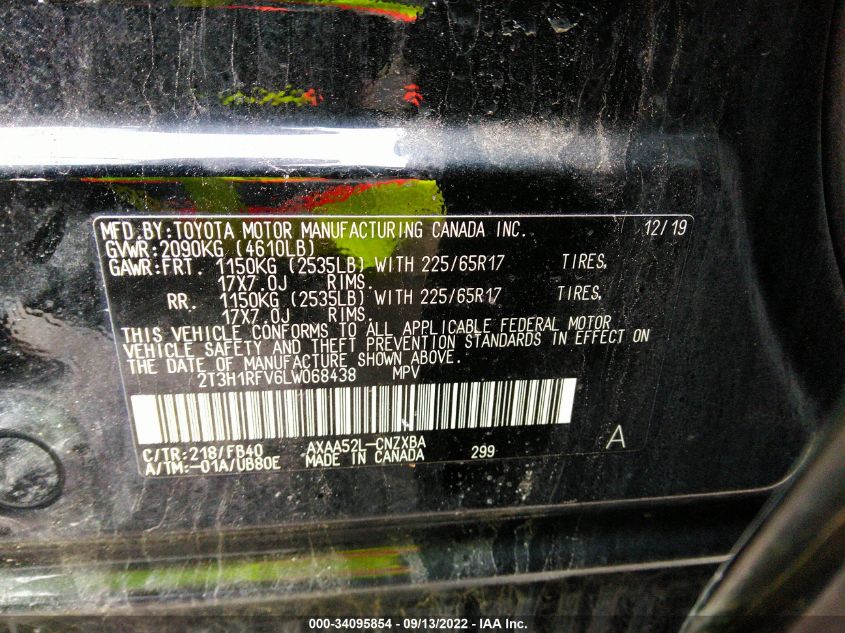 MFD.BY:TOYOTA MOTOR MANUFACTURING CANADA INC. 12/19
GVWR:2090KG (4610LB)
GAWR:FRT. 1150KG (2535LB) WITH 225/65R17 TIRES,
17X7.0J RIMS.
RR. 1150KG (2535LB) WITH 225/65R17 TIRES,
17X7.0J RIMS.
THIS VEHICLE CONFORMS TO ALL APPLICABLE FEDERAL MOTOR
VEHICLE SAFETY AND THEFT PREVENTION STANDARDS IN EFFECT ON
THE DATE OF MANUFACTURE SHOWN ABOVE.
2T3H1RFV6LW068438 MPV
C/TR:218/FB40 AXAA52L-CNZXBA A
A/TM:-01A/UB80E MADE IN CANADA 299
000-34095854 - 09/13/2022 - IAA Inc.